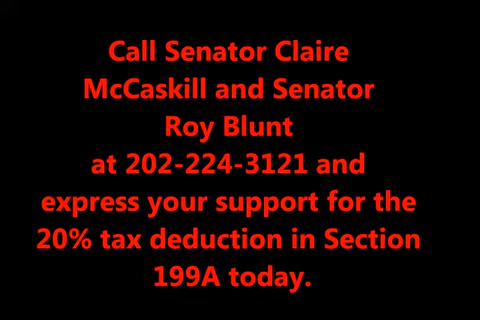 Call Senator Claire
McCaskill and Senator
Roy Blunt
at 202-224-3121 and
express your support for the
20% tax deduction in Section
199A today.